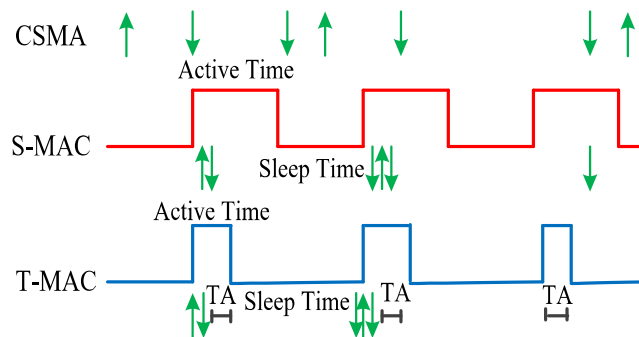 CSMA
Active Time
S-MAC
Sleep Time
Active Time
T-MAC
TA
Sleep Time
TA
TA